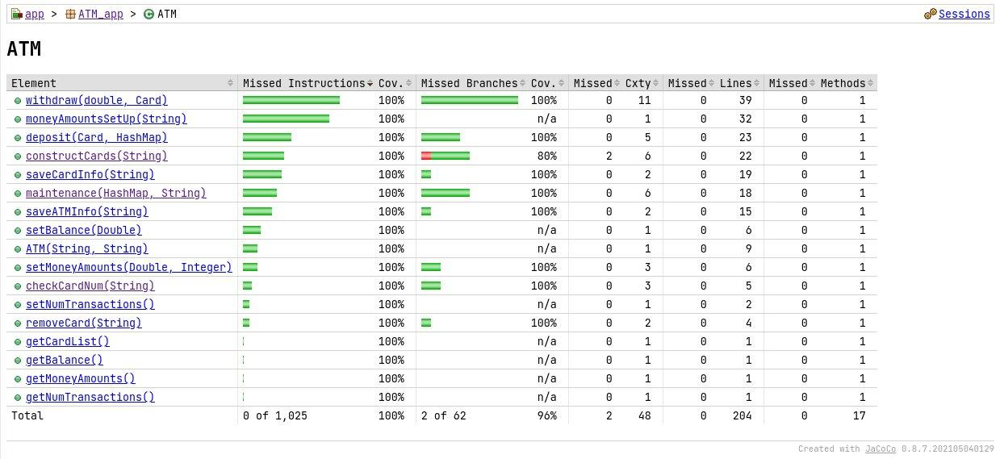 app > ATM_app > ATM Sessions
ATM
Element Missed Instructions Cov. Missed Branches Cov. Missed Cxty Missed Lines Missed Methods
withdraw(double, Card) 100% 100% 0 11 0 39 0 1
moneyAmountsSetUp(String) 100% n/a 0 1 0 32 0 1
deposit(Card, HashMap) 100% 100% 0 5 0 23 0 1
constructCards(String) 100% 80% 2 6 0 22 0 1
saveCardInfo(String) 100% 100% 0 2 0 19 0 1
maintenance(HashMap, String) 100% 100% 0 6 0 18 0 1
saveATMInfo(String) 100% 100% 0 2 0 15 0 1
setBalance(Double) 100% n/a 0 1 0 6 0 1
ATM(String, String) 100% n/a 0 1 0 9 0 1
setMoneyAmounts(Double, Integer) 100% 100% 0 3 0 6 0 1
checkCardNum(String) 100% 100% 0 3 0 5 0 1
setNumTransactions() 100% n/a 0 1 0 2 0 1
removeCard(String) 100% 100% 0 2 0 4 0 1
getCardList() 100% n/a 0 1 0 1 0 1
getBalance() 100% n/a 0 1 0 1 0 1
getMoneyAmounts() 100% n/a 0 1 0 1 0 1
getNumTransactions() 100% n/a 0 1 0 1 0 1
Total 0 of 1,025 100% 2 of 62 96% 2 48 0 204 0 17
Created with JaCoCo 0.8.7.202105040129